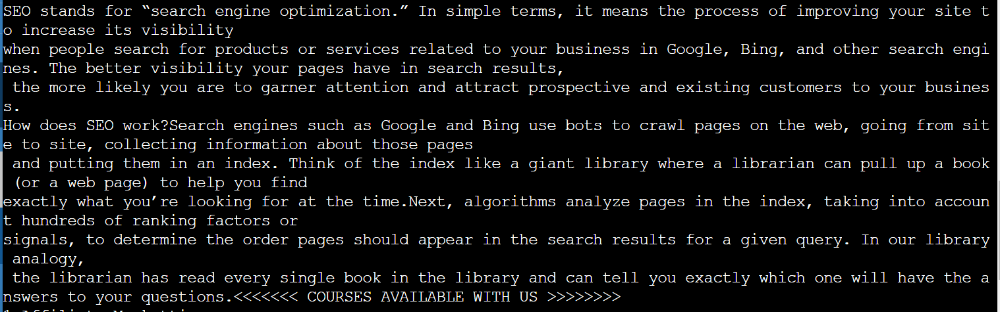 SEO stands for “search engine optimization.” In simple terms, it means the process of improving your site t
o increase its visibility
when people search for products or services related to your business in Google, Bing, and other search engi
nes. The better visibility your pages have in search results,
 the more likely you are to garner attention and attract prospective and existing customers to your busines
s.
How does SEO work?Search engines such as Google and Bing use bots to crawl pages on the web, going from sit
e to site, collecting information about those pages
 and putting them in an index. Think of the index like a giant library where a librarian can pull up a book
 (or a web page) to help you find
exactly what you’re looking for at the time.Next, algorithms analyze pages in the index, taking into accoun
t hundreds of ranking factors or
signals, to determine the order pages should appear in the search results for a given query. In our library
 analogy,
 the librarian has read every single book in the library and can tell you exactly which one will have the a
nswers to your questions.<<<<<<< COURSES AVAILABLE WITH US >>>>>>>>